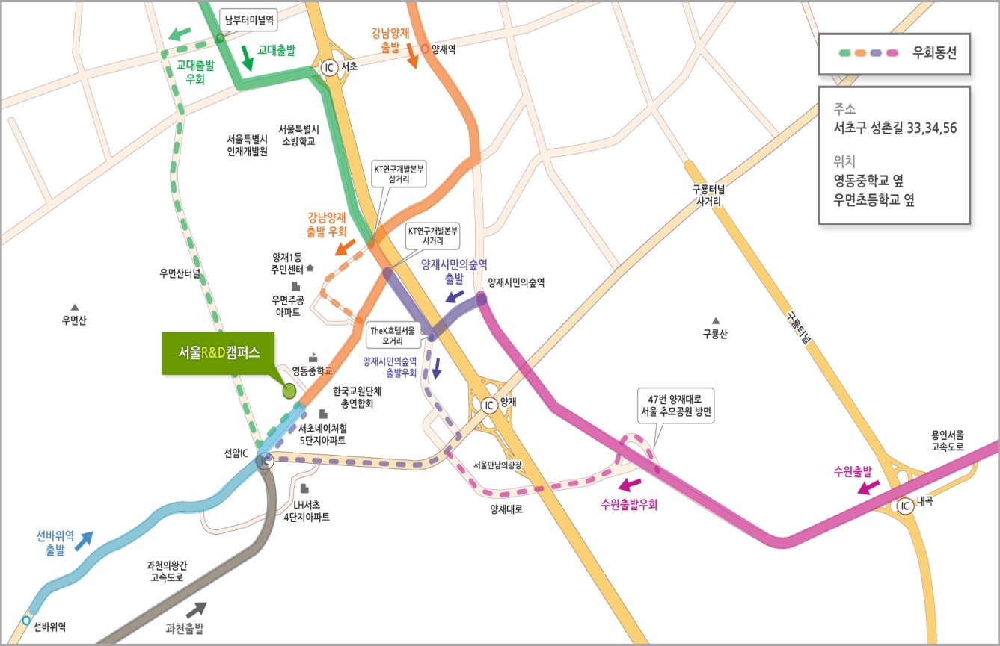 남부터미널역
교대출발
교대출발
우회
강남양재
출발
양재역
IC 서초
우회동선
주소
서초구 성촌길 33,34,56
위치
영동중학교 옆
우면초등학교 옆
서울특별시
인재개발원
서울특별시
소방학교
KT연구개발본부
삼거리
구룡터널
사거리
강남양재
출발 우회
KT연구개발본부
사거리
양재1동
주민센터
우면산터널
양재시민의숲역
출발
양재시민의숲역
우면주공
아파트
우면산
TheK호텔서울
오거리
구룡산
구룡터널
서울R&D캠퍼스
영동중학교
양재시민의숲역
출발우회
한국교원단체
총연합회
IC 양재
47번 양재대로
서울 추모공원 방면
서초네이처힐
5단지아파트
용인서울
고속도로
선암IC
IC
서울만남의광장
수원출발
LH서초
4단지아파트
양재대로
수원출발우회
IC 내곡
선바위역
출발
과천의왕간
고속도로
선바위역
과천출발